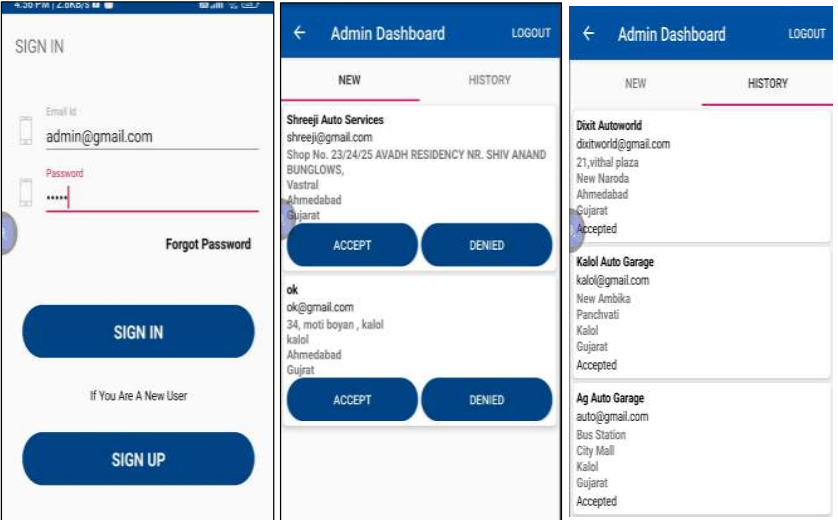 4:56 PM | 2.8KB/s
SIGN IN
Email Id
admin@gmail.com
Password
•••••
Forgot Password
SIGN IN
If You Are A New User
SIGN UP
Admin Dashboard
LOGOUT
NEW
HISTORY
Shreeji Auto Services
shreeji@gmail.com
Shop No. 23/24/25 AVADH RESIDENCY NR. SHIV ANAND
BUNGLOWS,
Vastral
Ahmedabad
Gujarat
ACCEPT
DENIED
ok
ok@gmail.com
34, moti boyan , kalol
kalol
Ahmedabad
Gujrat
ACCEPT
DENIED
Admin Dashboard
LOGOUT
NEW
HISTORY
Dixit Autoworld
dixitworld@gmail.com
21,vithal plaza
New Naroda
Ahmedabad
Gujarat
Accepted
Kalol Auto Garage
kalol@gmail.com
New Ambika
Panchvati
Kalol
Gujarat
Accepted
Ag Auto Garage
auto@gmail.com
Bus Station
City Mall
Kalol
Gujarat
Accepted